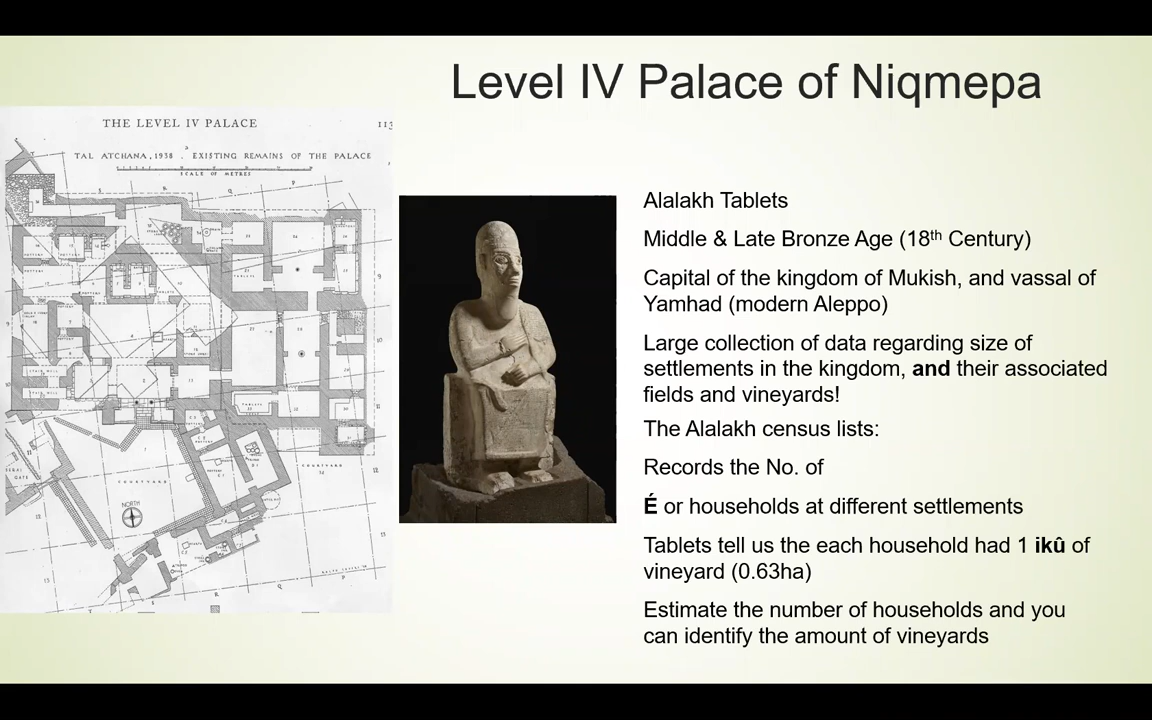 Level IV Palace of Niqmepa
THE LEVEL IV PALACE
TAL ATCHANA, 1938 . EXISTING REMAINS OF THE PALACE
SCALE OF METRES
COURTYARD
COURTYARD
GATE
NORTH
Alalakh Tablets
Middle & Late Bronze Age (18th Century)
Capital of the kingdom of Mukish, and vassal of
Yamhad (modern Aleppo)
Large collection of data regarding size of
settlements in the kingdom, and their associated
fields and vineyards!
The Alalakh census lists:
Records the No. of
É or households at different settlements
Tablets tell us the each household had 1 ikû of
vineyard (0.63ha)
Estimate the number of households and you
can identify the amount of vineyards